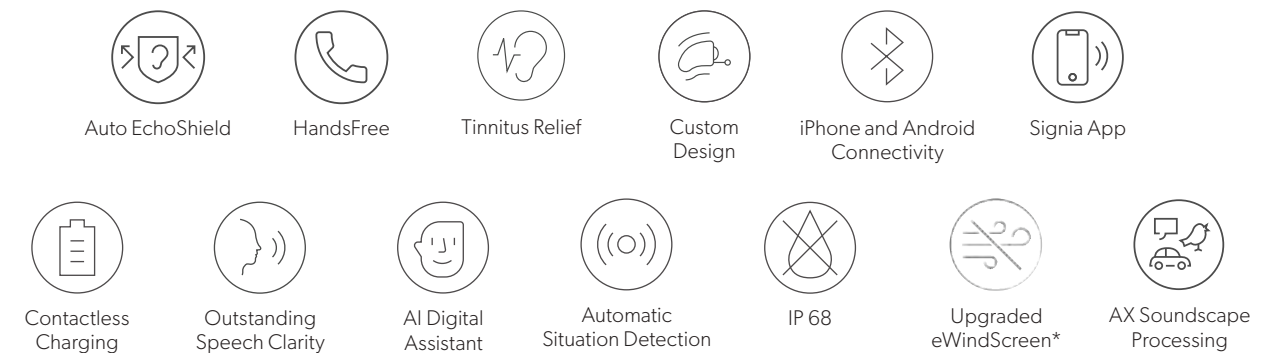 Auto EchoShield
HandsFree
Tinnitus Relief
Custom
Design
iPhone and Android
Connectivity
Signia App
Contactless
Charging
Outstanding
Speech Clarity
AI Digital
Assistant
Automatic
Situation Detection
IP 68
Upgraded
eWindScreen*
AX Soundscape
Processing